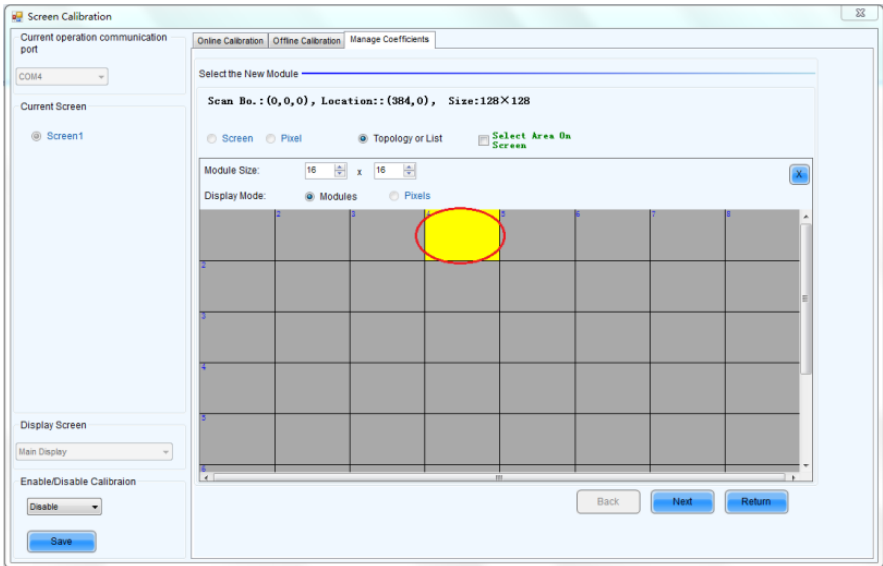 Screen Calibration
Current operation communication
port
COM4
Current Screen
Screen1
Display Screen
Main Display
Enable/Disable Calibraion
Disable
Save
Online Calibration Offline Calibration Manage Coefficients
Select the New Module
Scan Bo.:(0,0,0), Location::(384,0), Size:128×128
Screen Pixel Topology or List Select Area On
Screen
Module Size: 16 x 16
X
Display Mode: Modules Pixels
2 3 4 5 6 7 8
2
3
4
5
6
Back Next Return